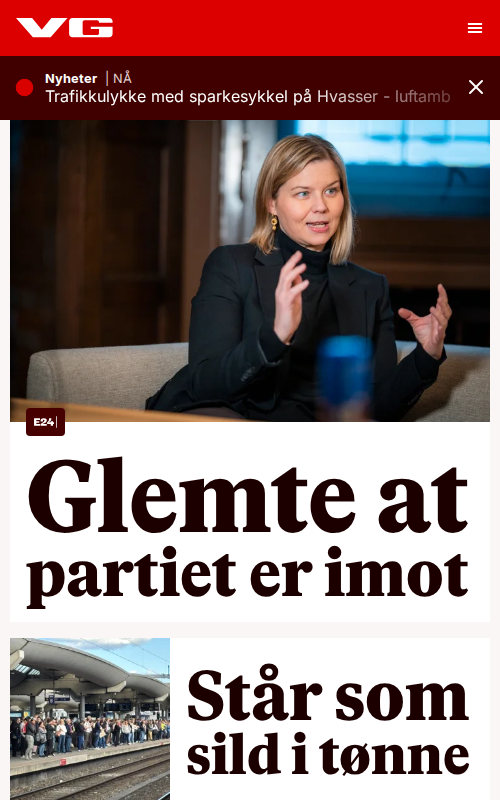 VG
Nyheter | NÅ
Trafikkulykke med sparkesykkel på Hvasser - luftamb
E24
Glemte at
partiet er imot
Står som
sild i tønne